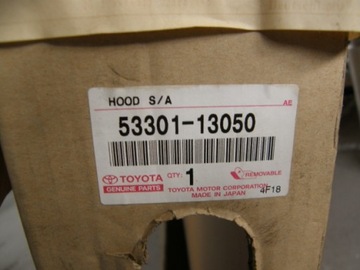 HOOD S/A
AE
53301-13050
TOYOTA QTY. 1 REMOVABLE
GENUINE PARTS TOYOTA MOTOR CORPORATION
MADE IN JAPAN 4F18